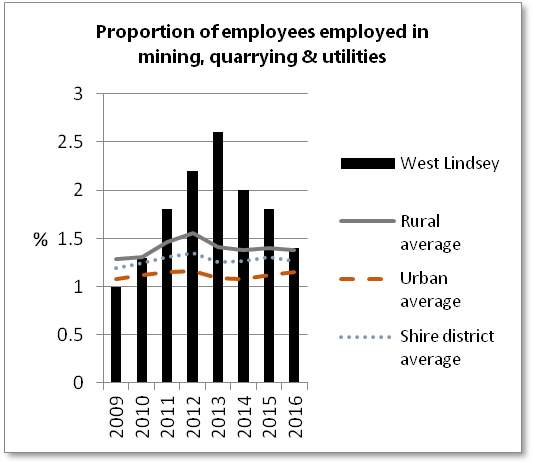 Proportion of employees employed in
mining, quarrying & utilities
3
2.5
2
1.5
1
0.5
0
%
2009
2010
2011
2012
2013
2014
2015
2016
West Lindsey
Rural
average
Urban
average
Shire district
average